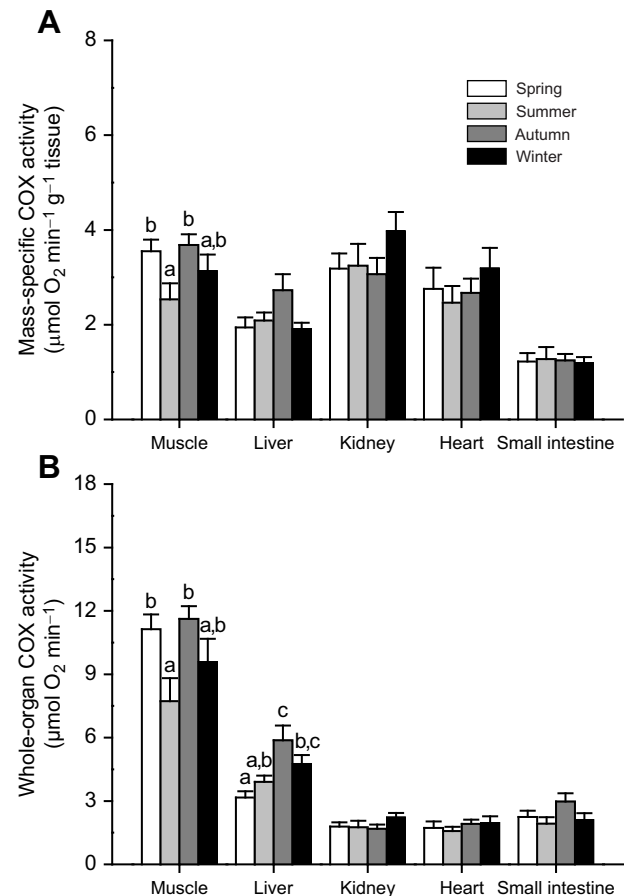 A
8
Spring
Summer
Autumn
Winter
6
4
2
0
Mass-specific COX activity
(μmol O₂ min⁻¹ g⁻¹ tissue)
b
a
b
a,b
Muscle Liver Kidney Heart Small intestine
B
18
15
12
9
6
3
0
Whole-organ COX activity
(μmol O₂ min⁻¹)
b
a
b
a,b
a
a,b
c
b,c
Muscle Liver Kidney Heart Small intestine